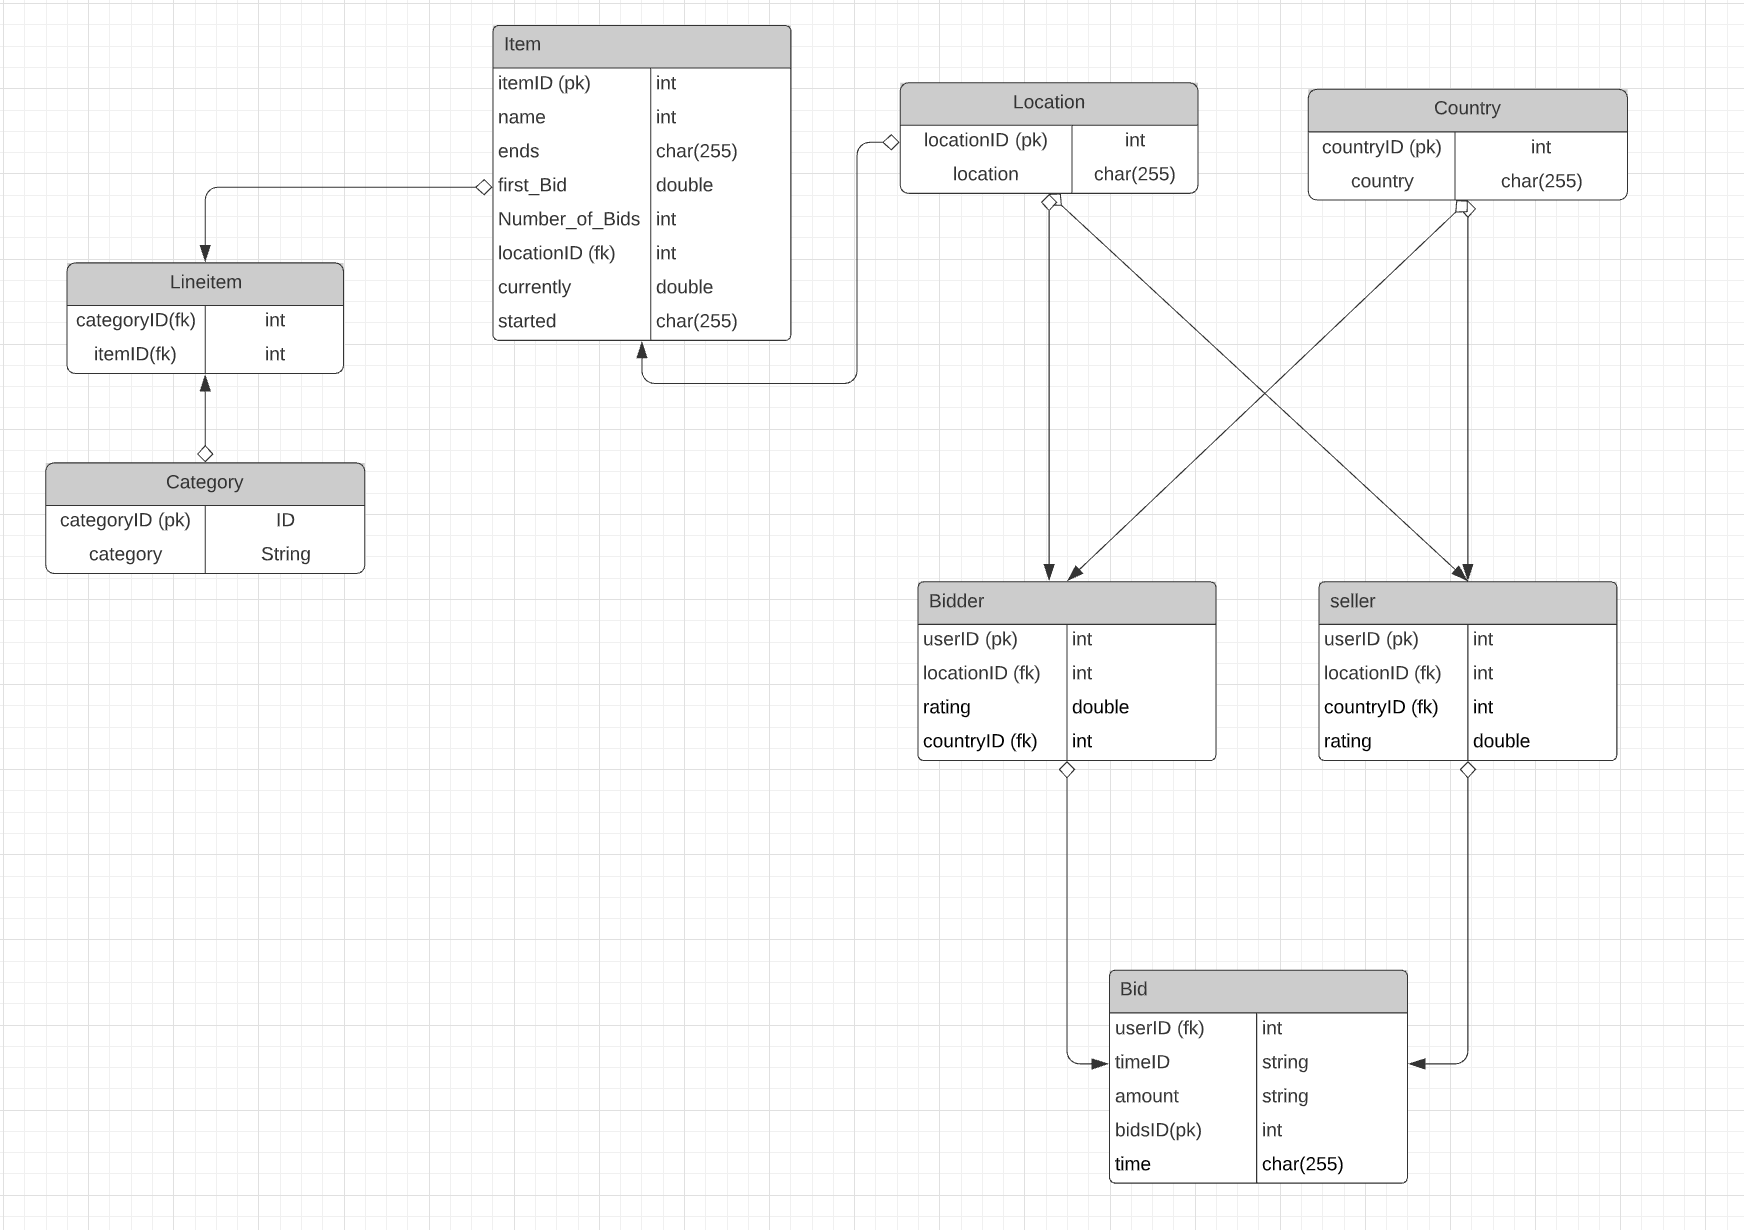 Item
itemID (pk) int
name int
ends char(255)
first_Bid double
Number_of_Bids int
locationID (fk) int
currently double
started char(255)
Location
locationID (pk) int
location char(255)
Country
countryID (pk) int
country char(255)
Lineitem
categoryID(fk) int
itemID(fk) int
Category
categoryID (pk) ID
category String
Bidder
userID (pk) int
locationID (fk) int
rating double
countryID (fk) int
seller
userID (pk) int
locationID (fk) int
countryID (fk) int
rating double
Bid
userID (fk) int
timeID string
amount string
bidsID(pk) int
time char(255)